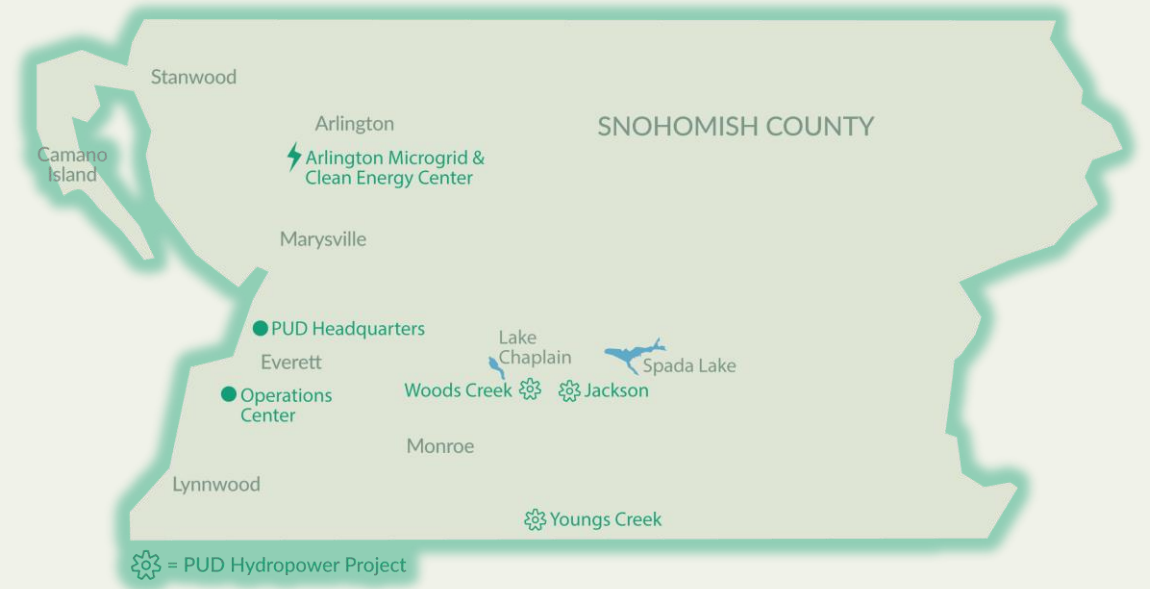 Stanwood
SNOHOMISH COUNTY
Arlington
Arlington Microgrid &
Clean Energy Center
Camano
Island
Marysville
PUD Headquarters
Everett
Lake
Chaplain
Spada Lake
Woods Creek
Jackson
Operations
Center
Monroe
Lynnwood
Youngs Creek
= PUD Hydropower Project